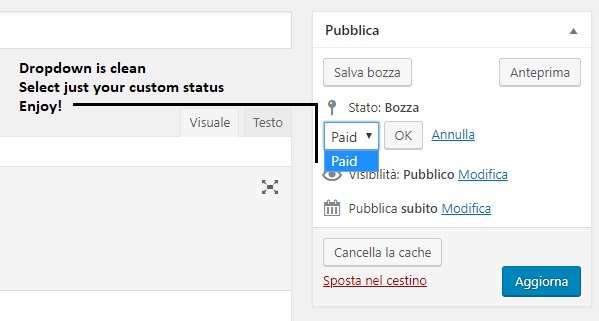 Dropdown is clean
Select just your custom status
Enjoy!
Visuale Testo
Pubblica
Salva bozza Anteprima
Stato: Bozza
Paid OK Annulla
Paid
Visibilità: Pubblico Modifica
Pubblica subito Modifica
Cancella la cache
Sposta nel cestino Aggiorna